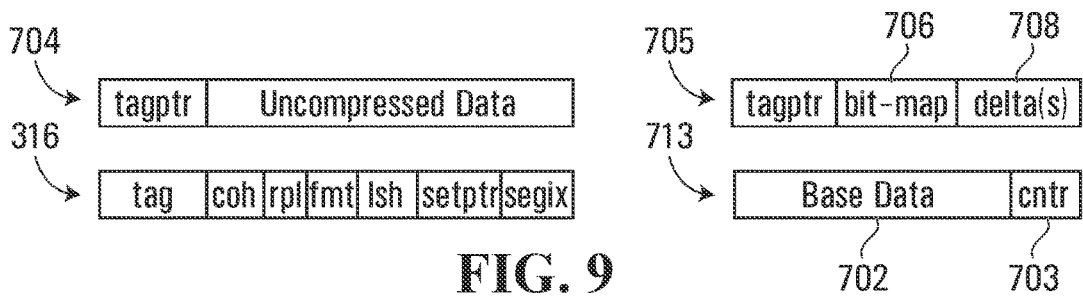 704
tagptr Uncompressed Data
316
tag coh rpl fmt lsh setptr segix
706 708
705
tagptr bit-map delta(s)
713
Base Data cntr
702 703
FIG. 9